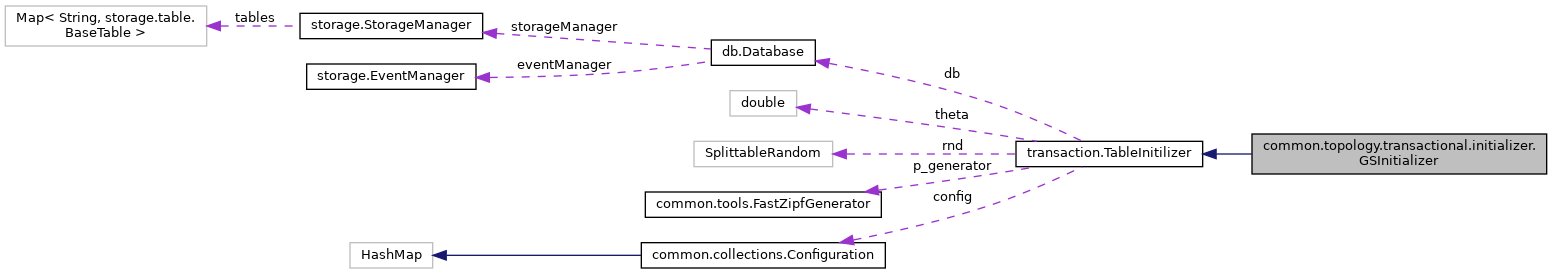 Map< String, storage.table.
BaseTable >
tables
storage.StorageManager
storageManager
storage.EventManager
eventManager
db.Database
db
double
theta
SplittableRandom
rnd
transaction.TableInitilizer
common.topology.transactional.initializer.
GSInitializer
p_generator
common.tools.FastZipfGenerator
config
HashMap
common.collections.Configuration